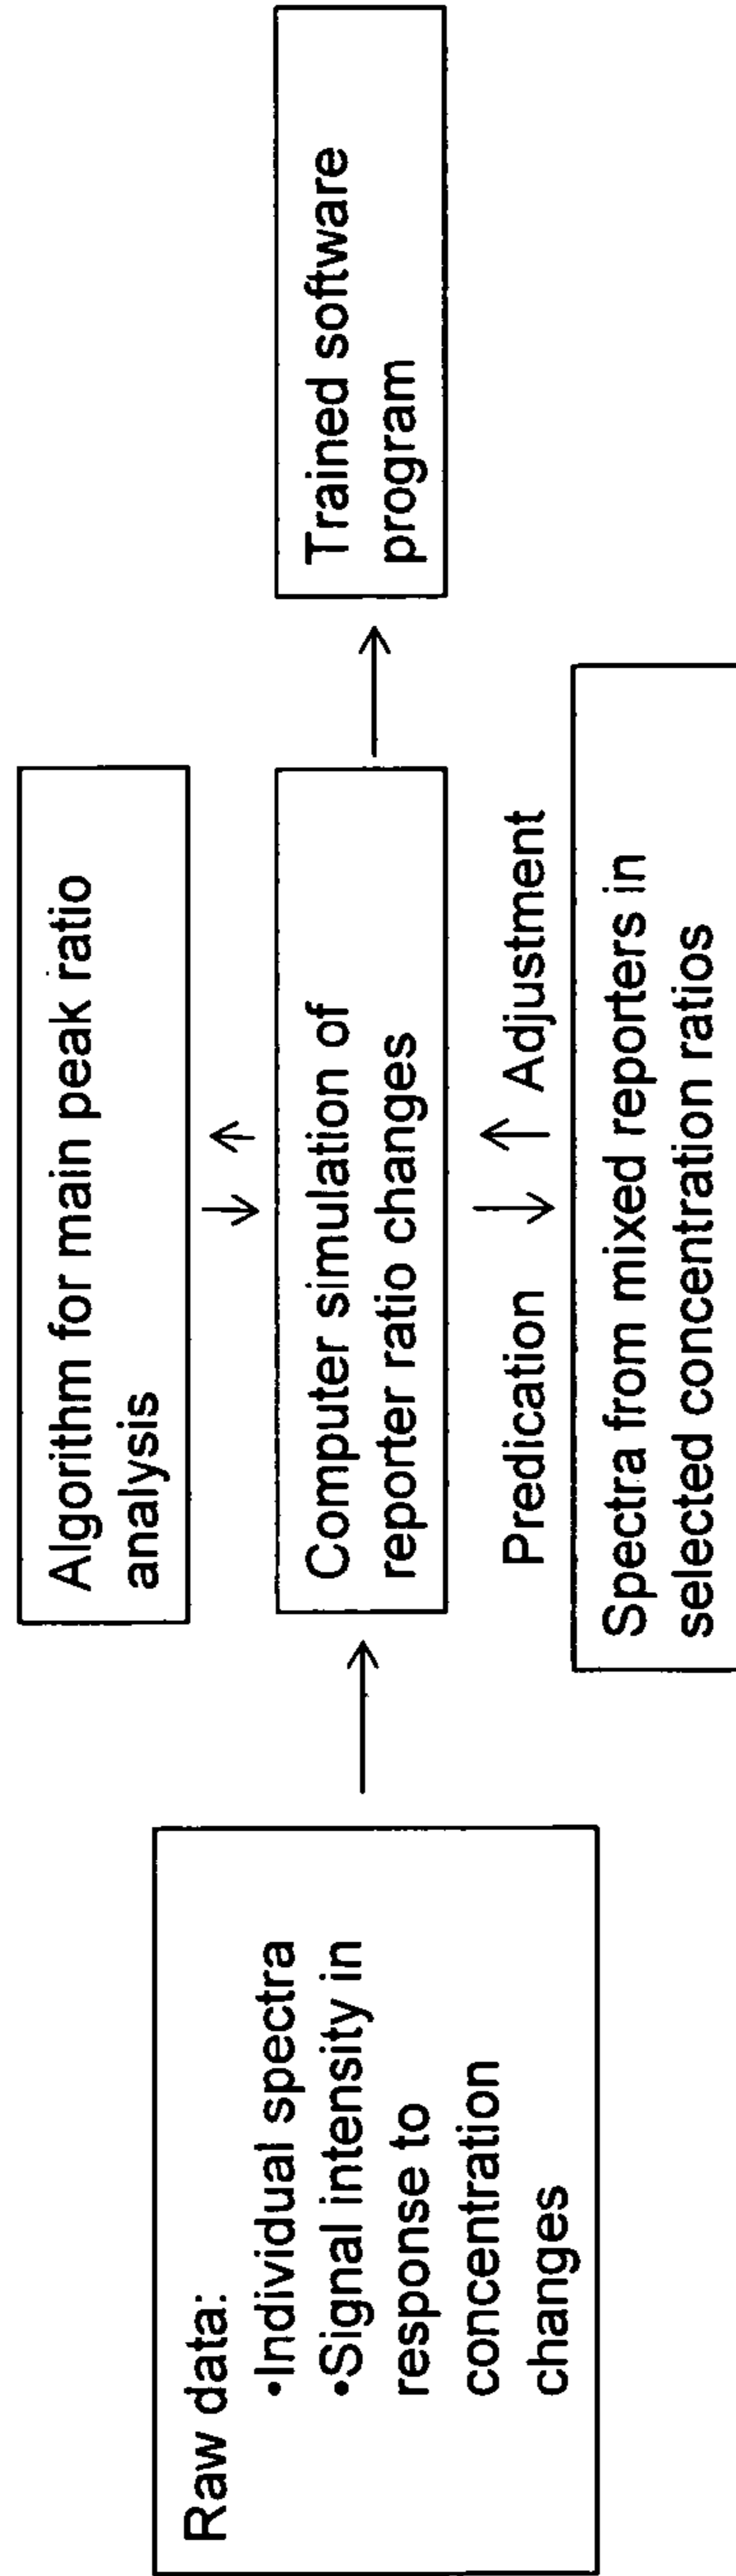 Raw data:
•Individual spectra
•Signal intensity in
response to
concentration
changes
Algorithm for main peak ratio
analysis
Computer simulation of
reporter ratio changes
Predication
Adjustment
Spectra from mixed reporters in
selected concentration ratios
Trained software
program